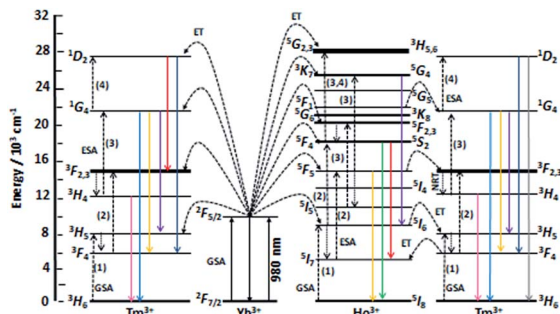 Energy / 10³ cm⁻¹
32
28
24
20
16
12
8
4
0
¹D₂
¹G₄
³F₂,₃
³H₄
³H₅
³F₄
³H₆
(4)
ESA
(3)
(2)
(1)
GSA
Tm³⁺
ET
²F₅/₂
²F₇/₂
GSA
980 nm
Yb³⁺
ET
⁵G₂,₃
³K₇
⁵F₁
⁵G₆
⁵F₄
⁵F₅
⁵I₅
⁵I₇
³H₅,₆
⁵G₄
⁵G₅
³K₈
⁵F₂,₃
⁵S₂
⁵I₄
⁵I₆
⁵I₈
(3,4)
(3)
(3)
(2)
(1)
ESA
GSA
Ho³⁺
ET
ET
¹D₂
¹G₄
³F₂,₃
³H₄
³H₅
³F₄
³H₆
(4)
ESA
(3)
NRT
(2)
(1)
GSA
Tm³⁺